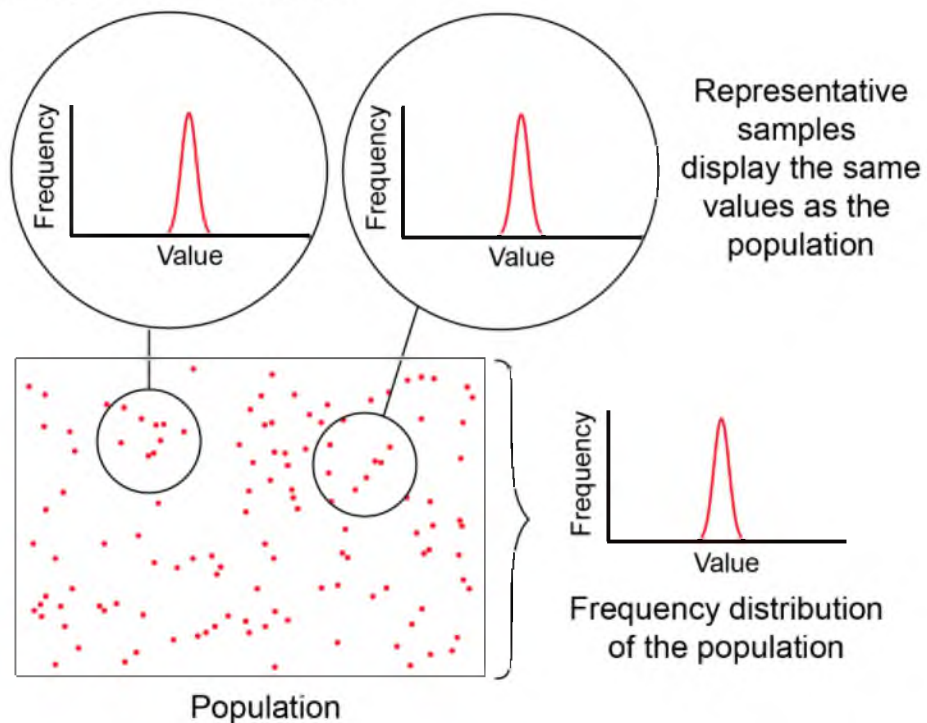 Frequency
Value
Frequency
Value
Representative
samples
display the same
values as the
population
Frequency
Value
Frequency distribution
of the population
Population